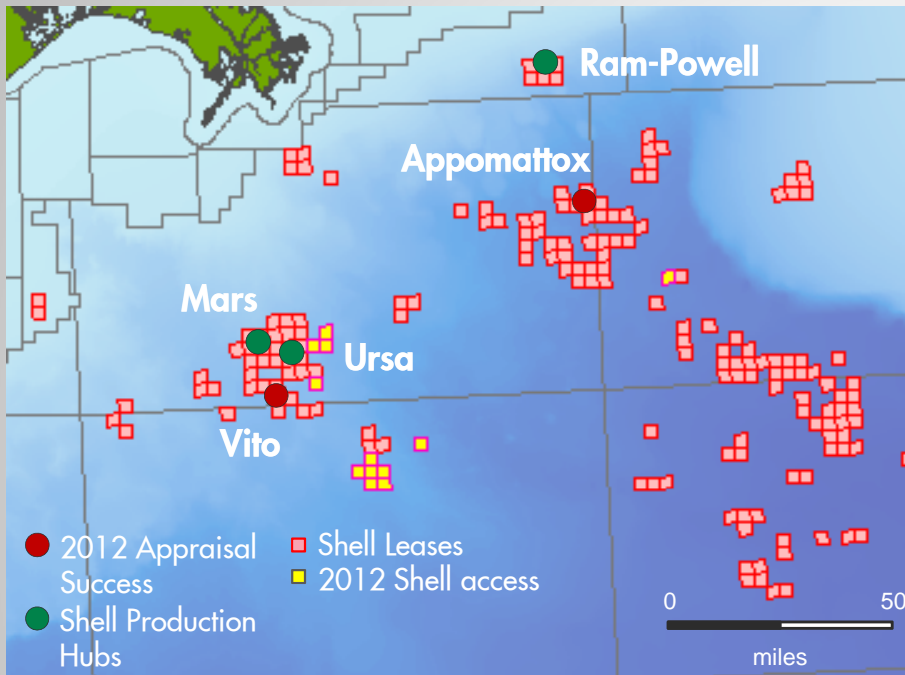 Ram-Powell
Appomattox
Mars
Ursa
Vito
2012 Appraisal
Success
Shell Production
Hubs
Shell Leases
2012 Shell access
0 50
miles